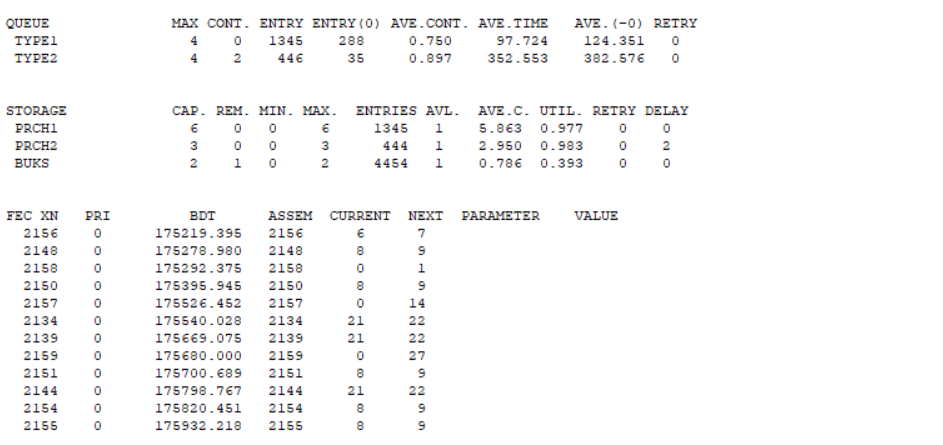 QUEUE MAX CONT. ENTRY ENTRY(0) AVE.CONT. AVE.TIME AVE.(-0) RETRY
TYPE1 4 0 1345 288 0.750 97.724 124.351 0
TYPE2 4 2 446 35 0.897 352.553 382.576 0
STORAGE CAP. REM. MIN. MAX. ENTRIES AVL. AVE.C. UTIL. RETRY DELAY
PRCH1 6 0 0 6 1345 1 5.863 0.977 0 0
PRCH2 3 0 0 3 444 1 2.950 0.983 0 2
BUKS 2 1 0 2 4454 1 0.786 0.393 0 0
FEC XN PRI BDT ASSEM CURRENT NEXT PARAMETER VALUE
2156 0 175219.395 2156 6 7
2148 0 175278.980 2148 8 9
2158 0 175292.375 2158 0 1
2150 0 175395.945 2150 8 9
2157 0 175526.452 2157 0 14
2134 0 175540.028 2134 21 22
2139 0 175669.075 2139 21 22
2159 0 175680.000 2159 0 27
2151 0 175700.689 2151 8 9
2144 0 175798.767 2144 21 22
2154 0 175820.451 2154 8 9
2155 0 175932.218 2155 8 9